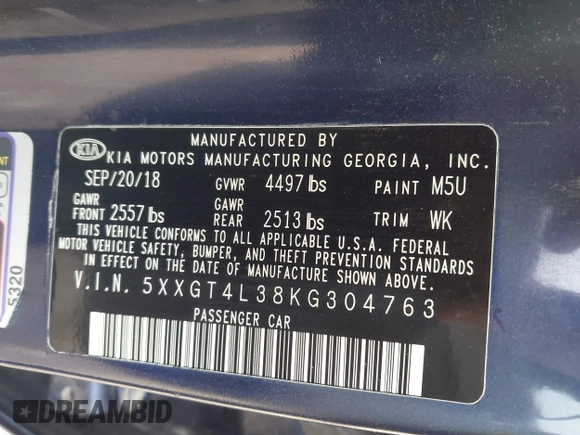 MANUFACTURED BY
KIA KIA MOTORS MANUFACTURING GEORGIA, INC.
SEP/20/18 GVWR 4497 lbs PAINT M5U
GAWR FRONT 2557 lbs GAWR REAR 2513 lbs TRIM WK
THIS VEHICLE CONFORMS TO ALL APPLICABLE U.S.A. FEDERAL
MOTOR VEHICLE SAFETY, BUMPER, AND THEFT PREVENTION STANDARDS
IN EFFECT ON THE DATE OF MANUFACTURE SHOWN ABOVE.
V.I.N. 5XXGT4L38KG304763
PASSENGER CAR
5320
DREAMBID